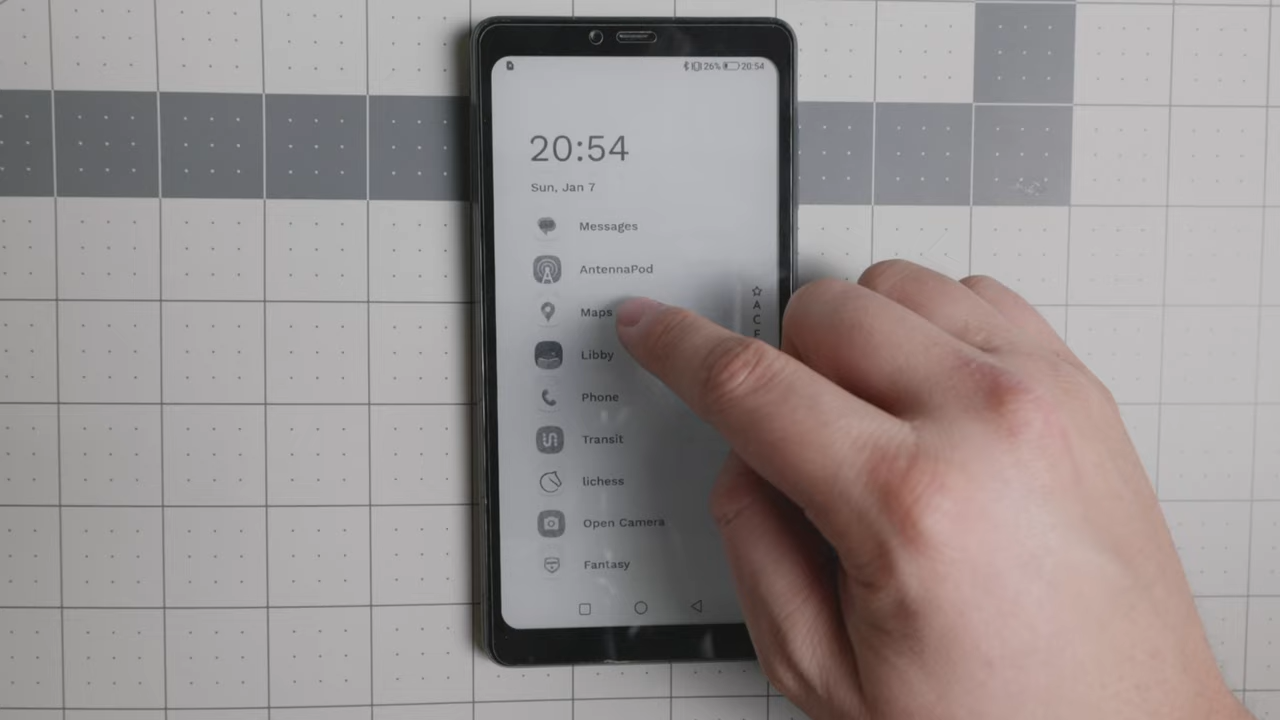 26% 20:54
20:54
Sun, Jan 7
Messages
AntennaPod
Maps
Libby
Phone
Transit
lichess
Open Camera
Fantasy
A
C